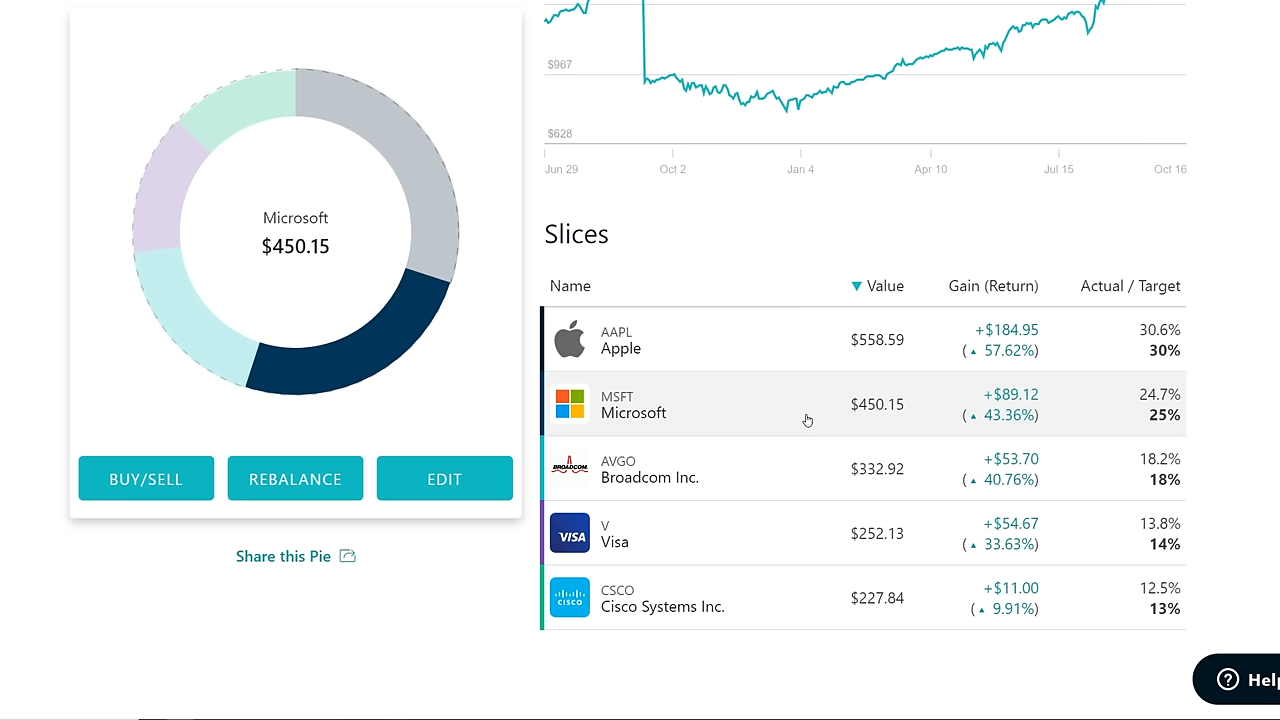 $967
$628
Jun 29 Oct 2 Jan 4 Apr 10 Jul 15 Oct 16
Microsoft
$450.15
BUY/SELL REBALANCE EDIT
Share this Pie
Slices
Name ▼ Value Gain (Return) Actual / Target
AAPL
Apple
$558.59
+$184.95
(▲ 57.62%)
30.6%
30%
MSFT
Microsoft
$450.15
+$89.12
(▲ 43.36%)
24.7%
25%
BROADCOM
AVGO
Broadcom Inc.
$332.92
+$53.70
(▲ 40.76%)
18.2%
18%
VISA
V
Visa
$252.13
+$54.67
(▲ 33.63%)
13.8%
14%
CISCO
CSCO
Cisco Systems Inc.
$227.84
+$11.00
(▲ 9.91%)
12.5%
13%
? Help